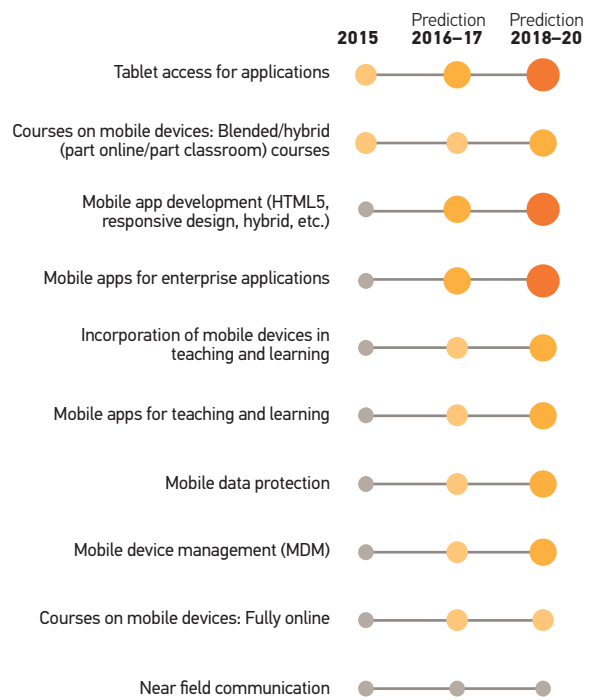 Prediction Prediction
2015 2016–17 2018–20
Tablet access for applications
Courses on mobile devices: Blended/hybrid
(part online/part classroom) courses
Mobile app development (HTML5,
responsive design, hybrid, etc.)
Mobile apps for enterprise applications
Incorporation of mobile devices in
teaching and learning
Mobile apps for teaching and learning
Mobile data protection
Mobile device management (MDM)
Courses on mobile devices: Fully online
Near field communication